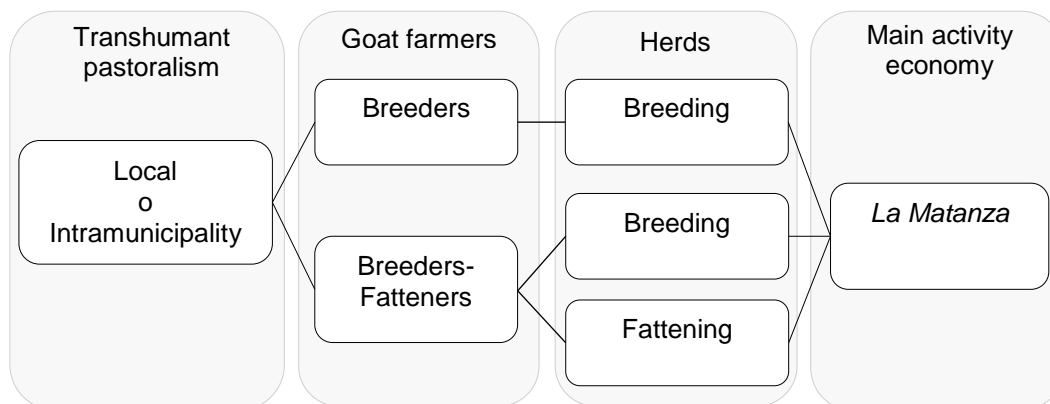 Transhumant
pastoralism
Local
o
Intramunicipality
Goat farmers
Breeders
Breeders-
Fatteners
Herds
Breeding
Breeding
Fattening
Main activity
economy
La Matanza